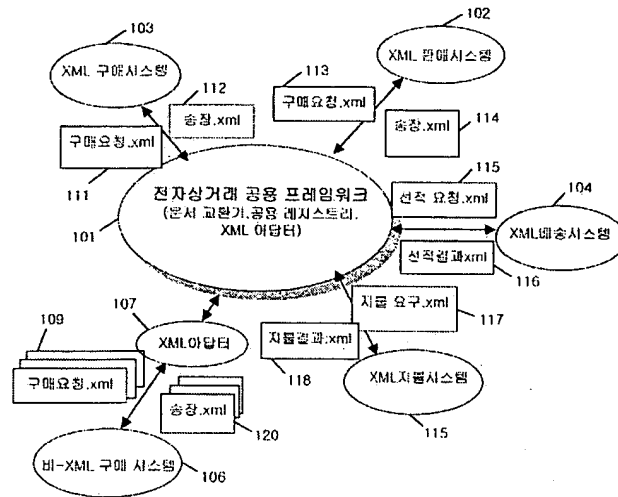 103
XML 구매시스템
102
XML 판매시스템
112
113
송장.xml
구매요청.xml
구매요청.xml
송장.xml
114
111
115
전자상거래 공용 프레임워크
(문서 교환기,공용 레지스트리,
XML 아답터)
선적 요청.xml
104
101
XML배송시스템
선적결과xml
116
107
지불 요구.xml
117
109
XML아답터
지불결과.xml
118
구매요청.xml
송장.xml
XML지불시스템
120
115
비-XML 구매 시스템
106